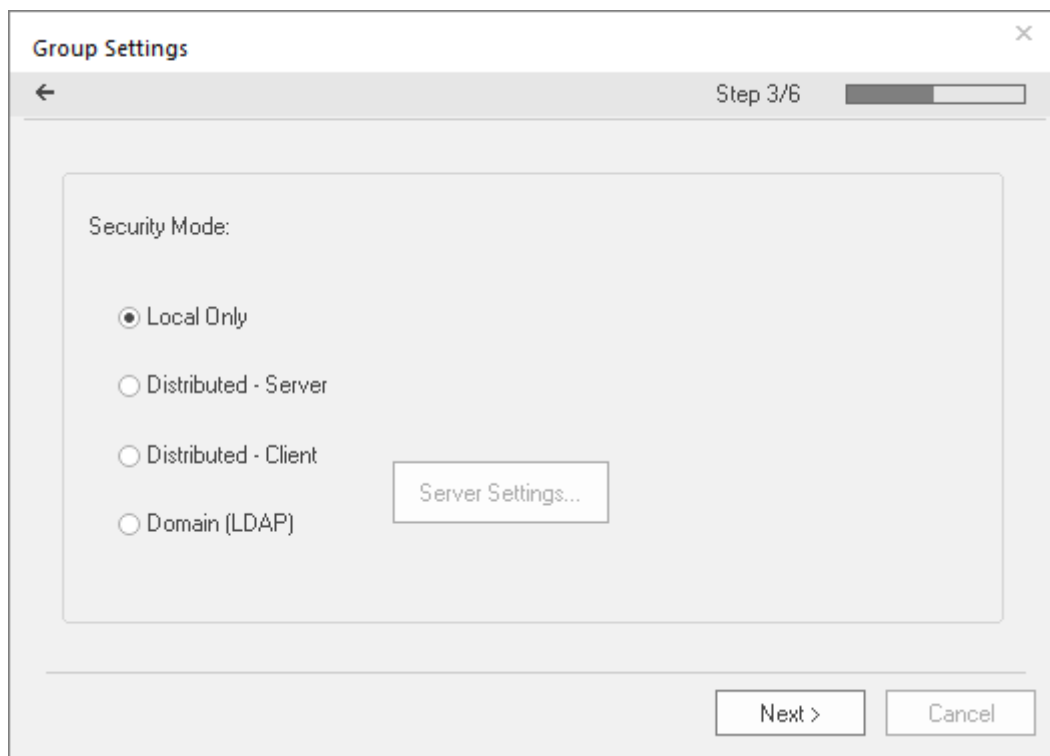 Group Settings
Step 3/6
Security Mode:
Local Only
Distributed - Server
Distributed - Client
Server Settings...
Domain (LDAP)
Next >
Cancel